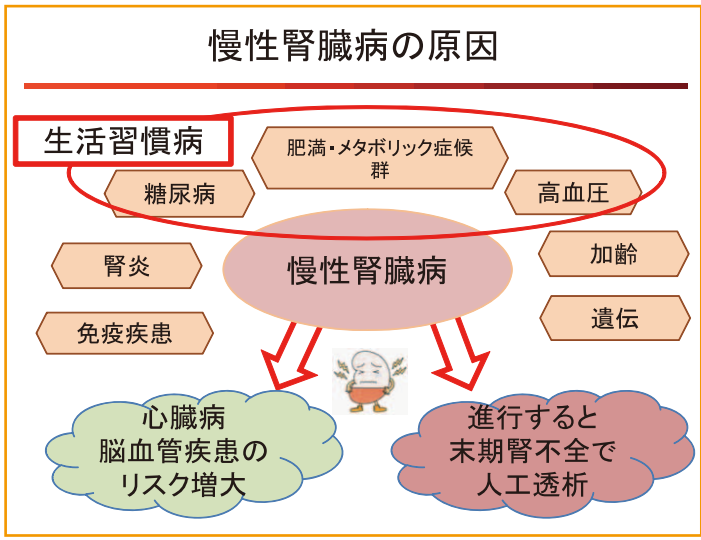 慢性腎臓病の原因
生活習慣病
肥満・メタボリック症候
群
糖尿病
高血圧
腎炎
慢性腎臓病
加齢
免疫疾患
遺伝
心臓病
脳血管疾患の
リスク増大
進行すると
末期腎不全で
人工透析